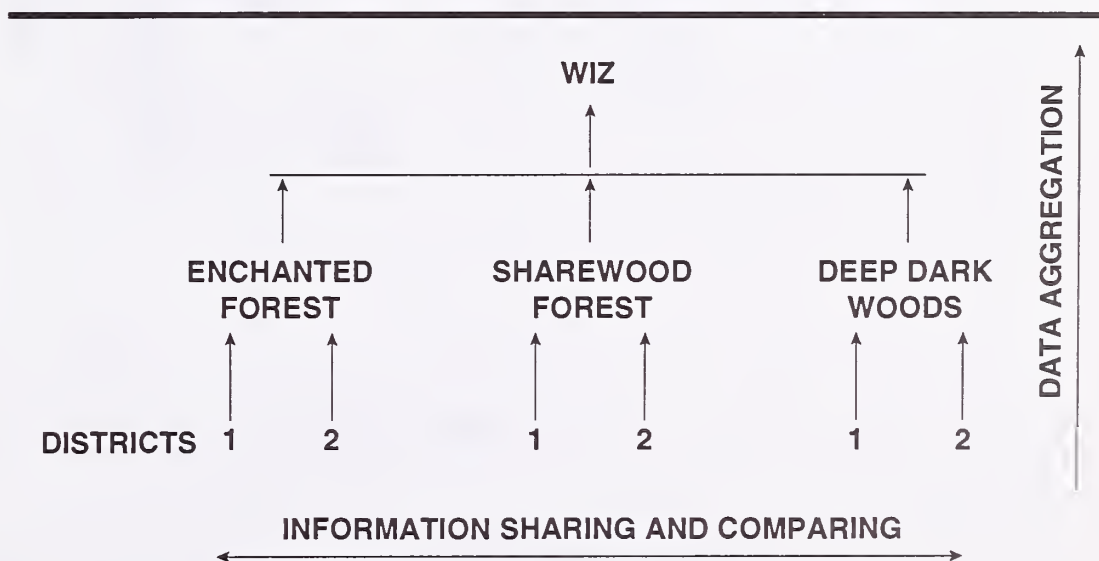 WIZ
ENCHANTED
FOREST
SHAREWOOD
FOREST
DEEP DARK
WOODS
DISTRICTS 1 2 1 2 1 2
INFORMATION SHARING AND COMPARING
DATA AGGREGATION